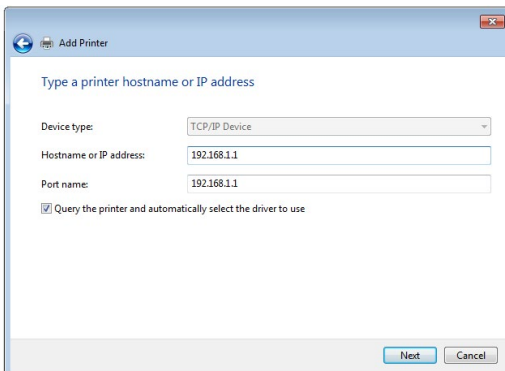 Add Printer
Type a printer hostname or IP address
Device type: TCP/IP Device
Hostname or IP address: 192.168.1.1
Port name: 192.168.1.1
Query the printer and automatically select the driver to use
Next Cancel